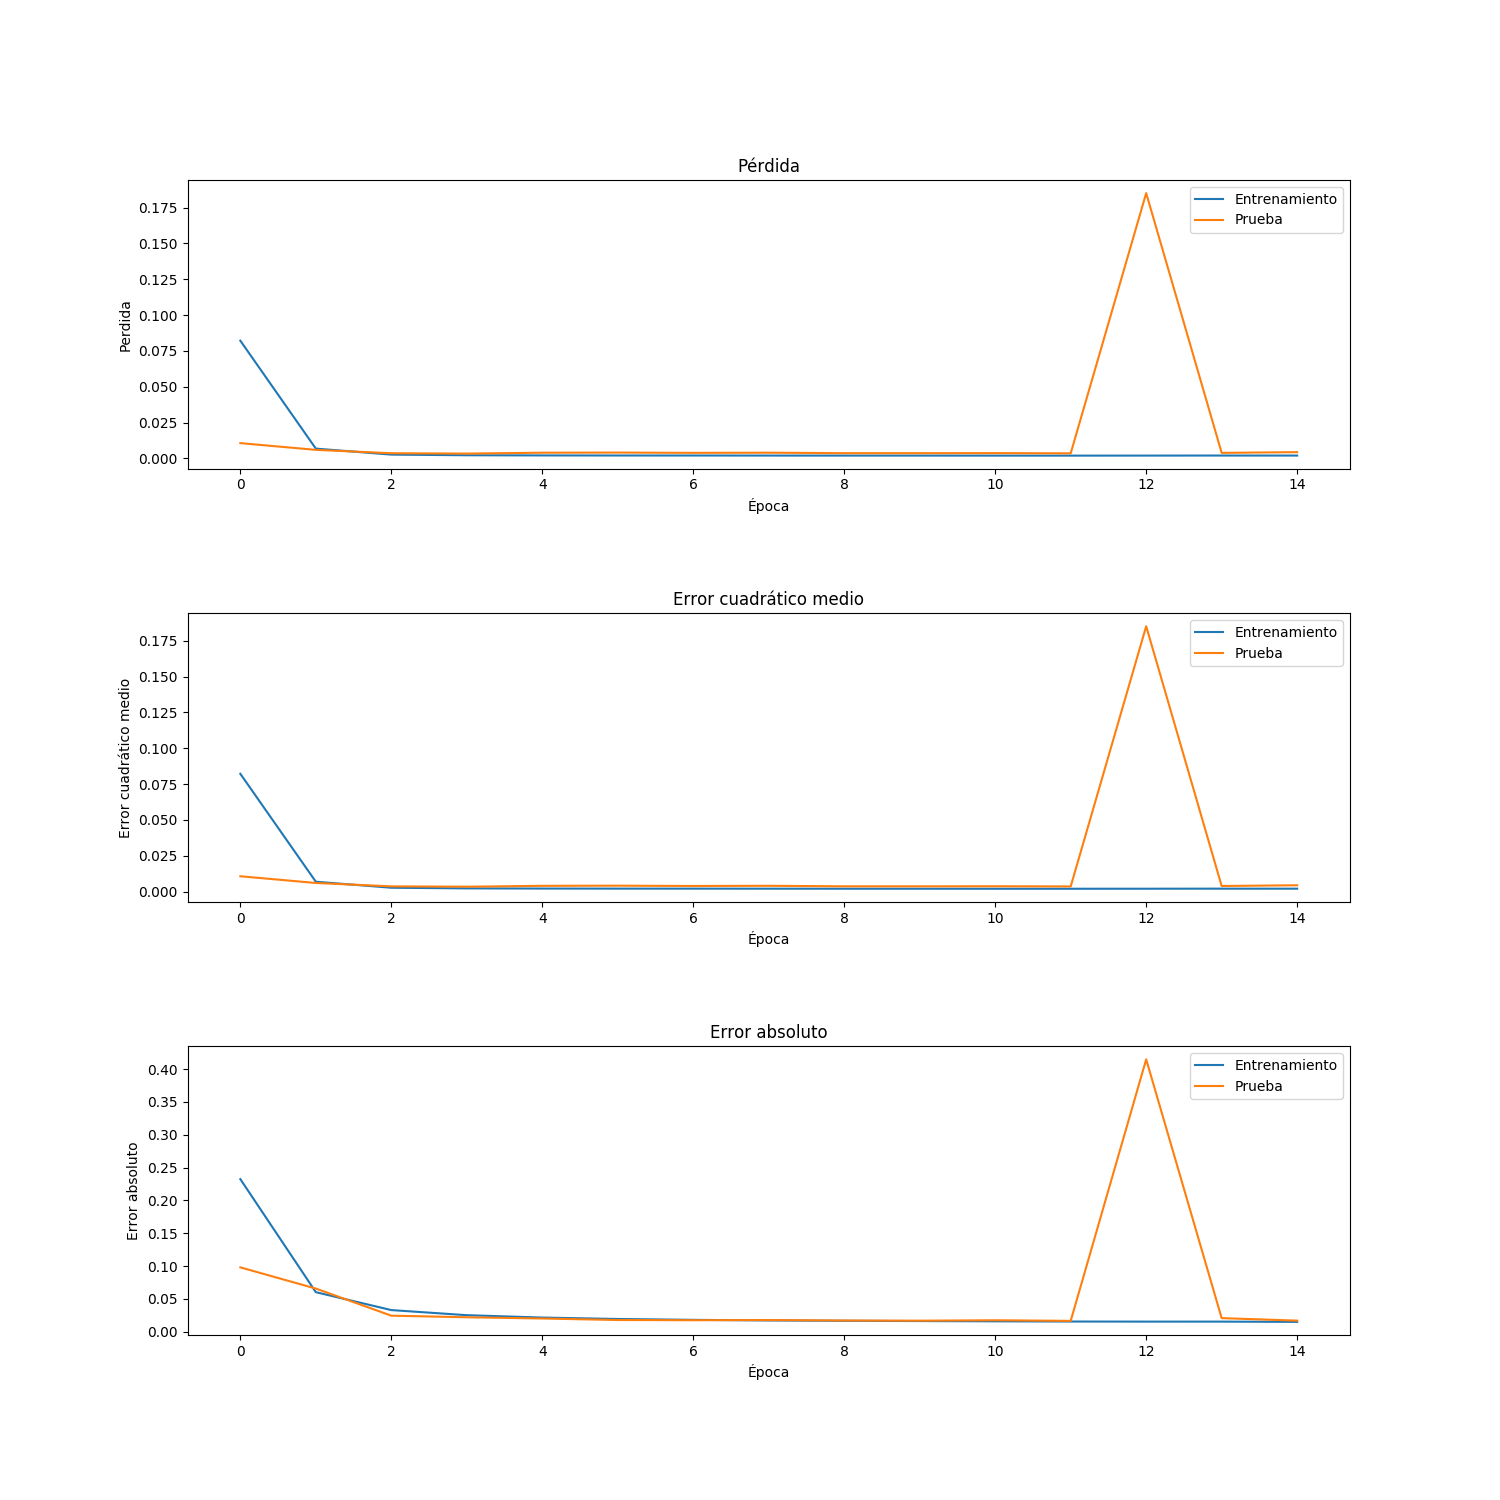 Pérdida
Perdida
0.175
0.150
0.125
0.100
0.075
0.050
0.025
0.000
Entrenamiento
Prueba
0 2 4 6 8 10 12 14
Época
Error cuadrático medio
Error cuadrático medio
0.175
0.150
0.125
0.100
0.075
0.050
0.025
0.000
Entrenamiento
Prueba
0 2 4 6 8 10 12 14
Época
Error absoluto
Error absoluto
0.40
0.35
0.30
0.25
0.20
0.15
0.10
0.05
0.00
Entrenamiento
Prueba
0 2 4 6 8 10 12 14
Época